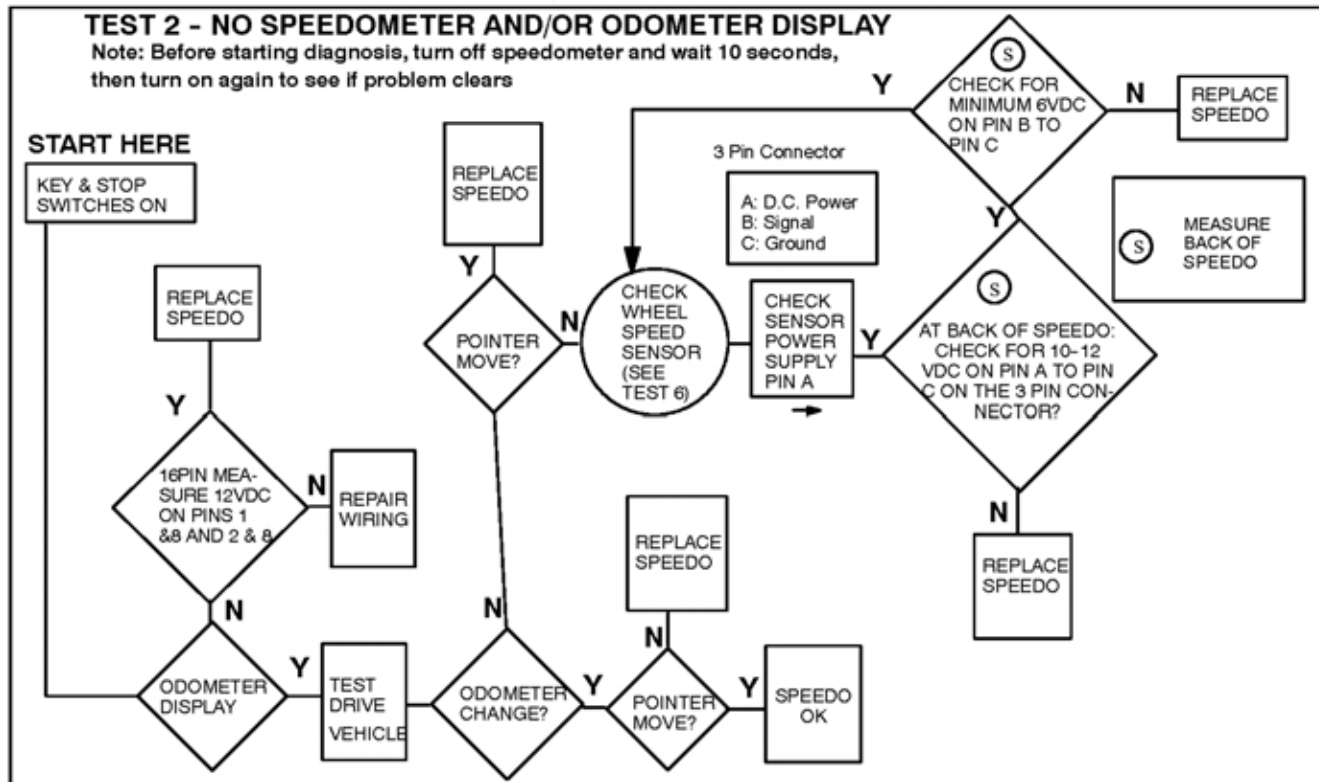 TEST 2 - NO SPEEDOMETER AND/OR ODOMETER DISPLAY
Note: Before starting diagnosis, turn off speedometer and wait 10 seconds,
then turn on again to see if problem clears
START HERE
KEY & STOP
SWITCHES ON
REPLACE
SPEEDO
Y
16PIN MEA-
SURE 12VDC
ON PINS 1
&8 AND 2 & 8
N
REPAIR
WIRING
N
ODOMETER
DISPLAY
Y
TEST
DRIVE
VEHICLE
ODOMETER
CHANGE?
N
Y
REPLACE
SPEEDO
Y
POINTER
MOVE?
N
REPLACE
SPEEDO
N
POINTER
MOVE?
Y
SPEEDO
OK
CHECK
WHEEL
SPEED
SENSOR
(SEE
TEST 6)
3 Pin Connector
A: D.C. Power
B: Signal
C: Ground
CHECK
SENSOR
POWER
SUPPLY
PIN A
Y
S
AT BACK OF SPEEDO:
CHECK FOR 10-12
VDC ON PIN A TO PIN
C ON THE 3 PIN CON-
NECTOR?
N
REPLACE
SPEEDO
Y
S
CHECK FOR
MINIMUM 6VDC
ON PIN B TO
PIN C
Y
N
REPLACE
SPEEDO
S
MEASURE
BACK OF
SPEEDO